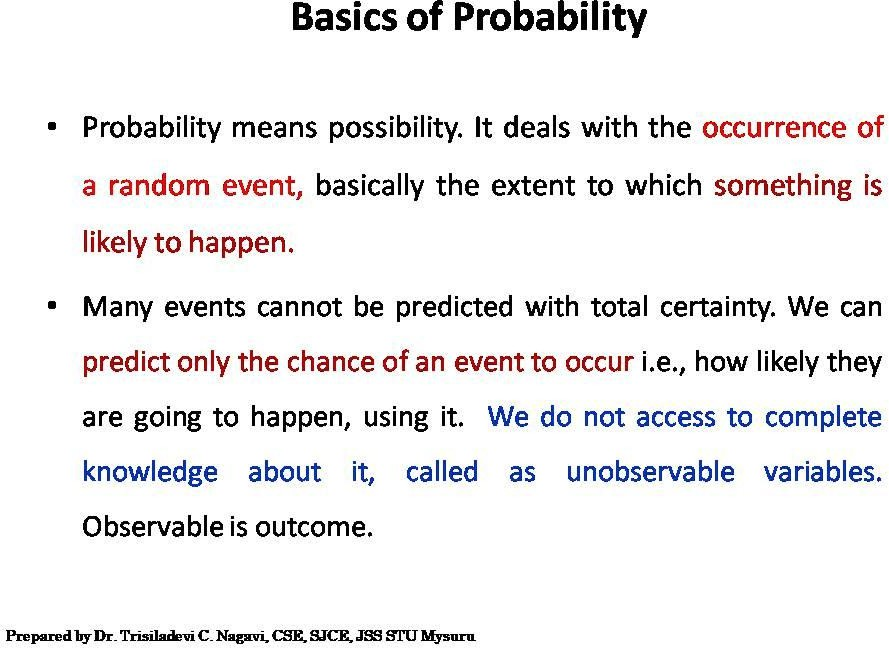 Basics of Probability
• Probability means possibility. It deals with the occurrence of
a random event, basically the extent to which something is
likely to happen.
• Many events cannot be predicted with total certainty. We can
predict only the chance of an event to occur i.e., how likely they
are going to happen, using it. We do not access to complete
knowledge about it, called as unobservable variables.
Observable is outcome.
Prepared by Dr. Trisiladevi C. Nagavi, CSE, SJCE, JSS STU Mysuru